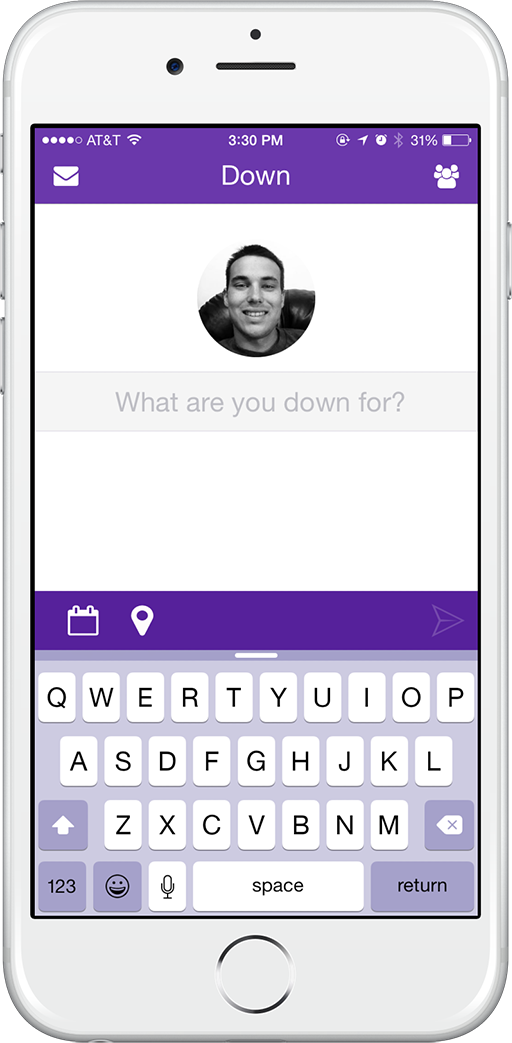 AT&T 3:30 PM 31%
Down
What are you down for?
Q W E R T Y U I O P
A S D F G H J K L
Z X C V B N M
123 space return